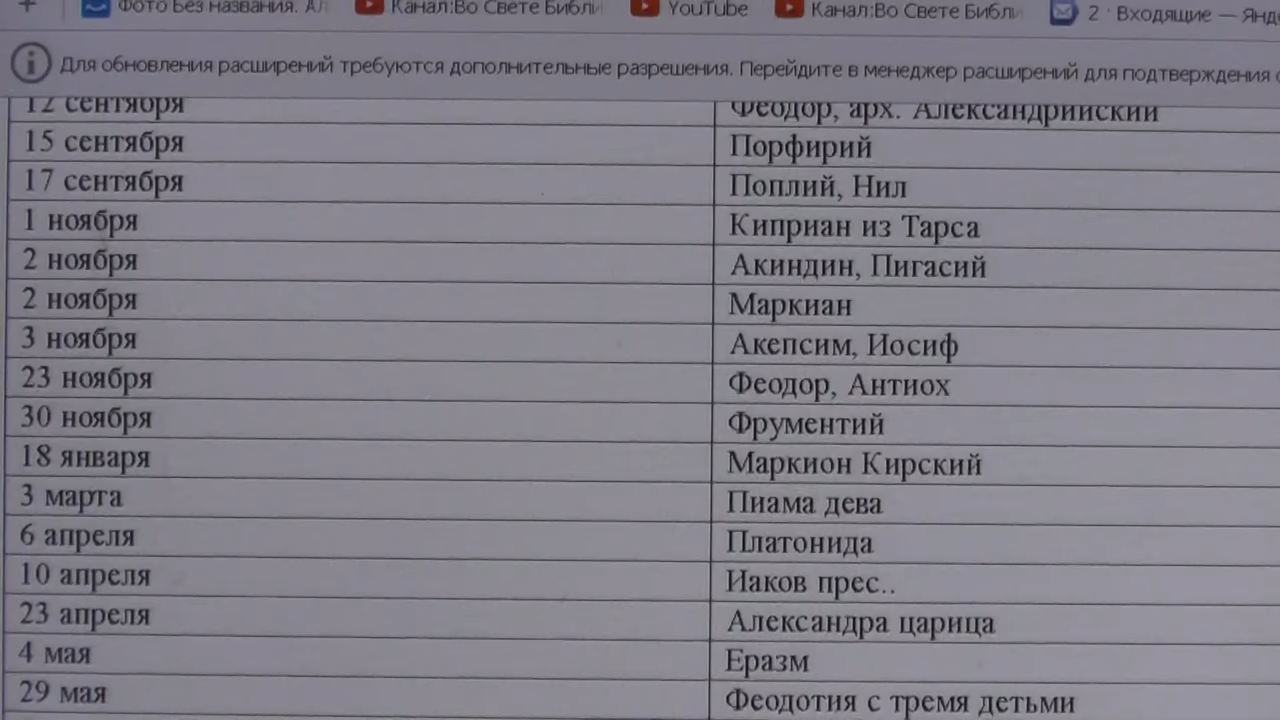 Фото Без названия. Ал
Канал:Во Свете Библи
YouTube
Канал:Во Свете Библи
2 · Входящие — Янд
Для обновления расширений требуются дополнительные разрешения. Перейдите в менеджер расширений для подтверждения
12 сентября Феодор, арх. Александрийский
15 сентября Порфирий
17 сентября Поплий, Нил
1 ноября Киприан из Тарса
2 ноября Акиндин, Пигасий
2 ноября Маркиан
3 ноября Акепсим, Иосиф
23 ноября Феодор, Антиох
30 ноября Фрументий
18 января Маркион Кирский
3 марта Пиама дева
6 апреля Платонида
10 апреля Иаков прес..
23 апреля Александра царица
4 мая Еразм
29 мая Феодотия с тремя детьми